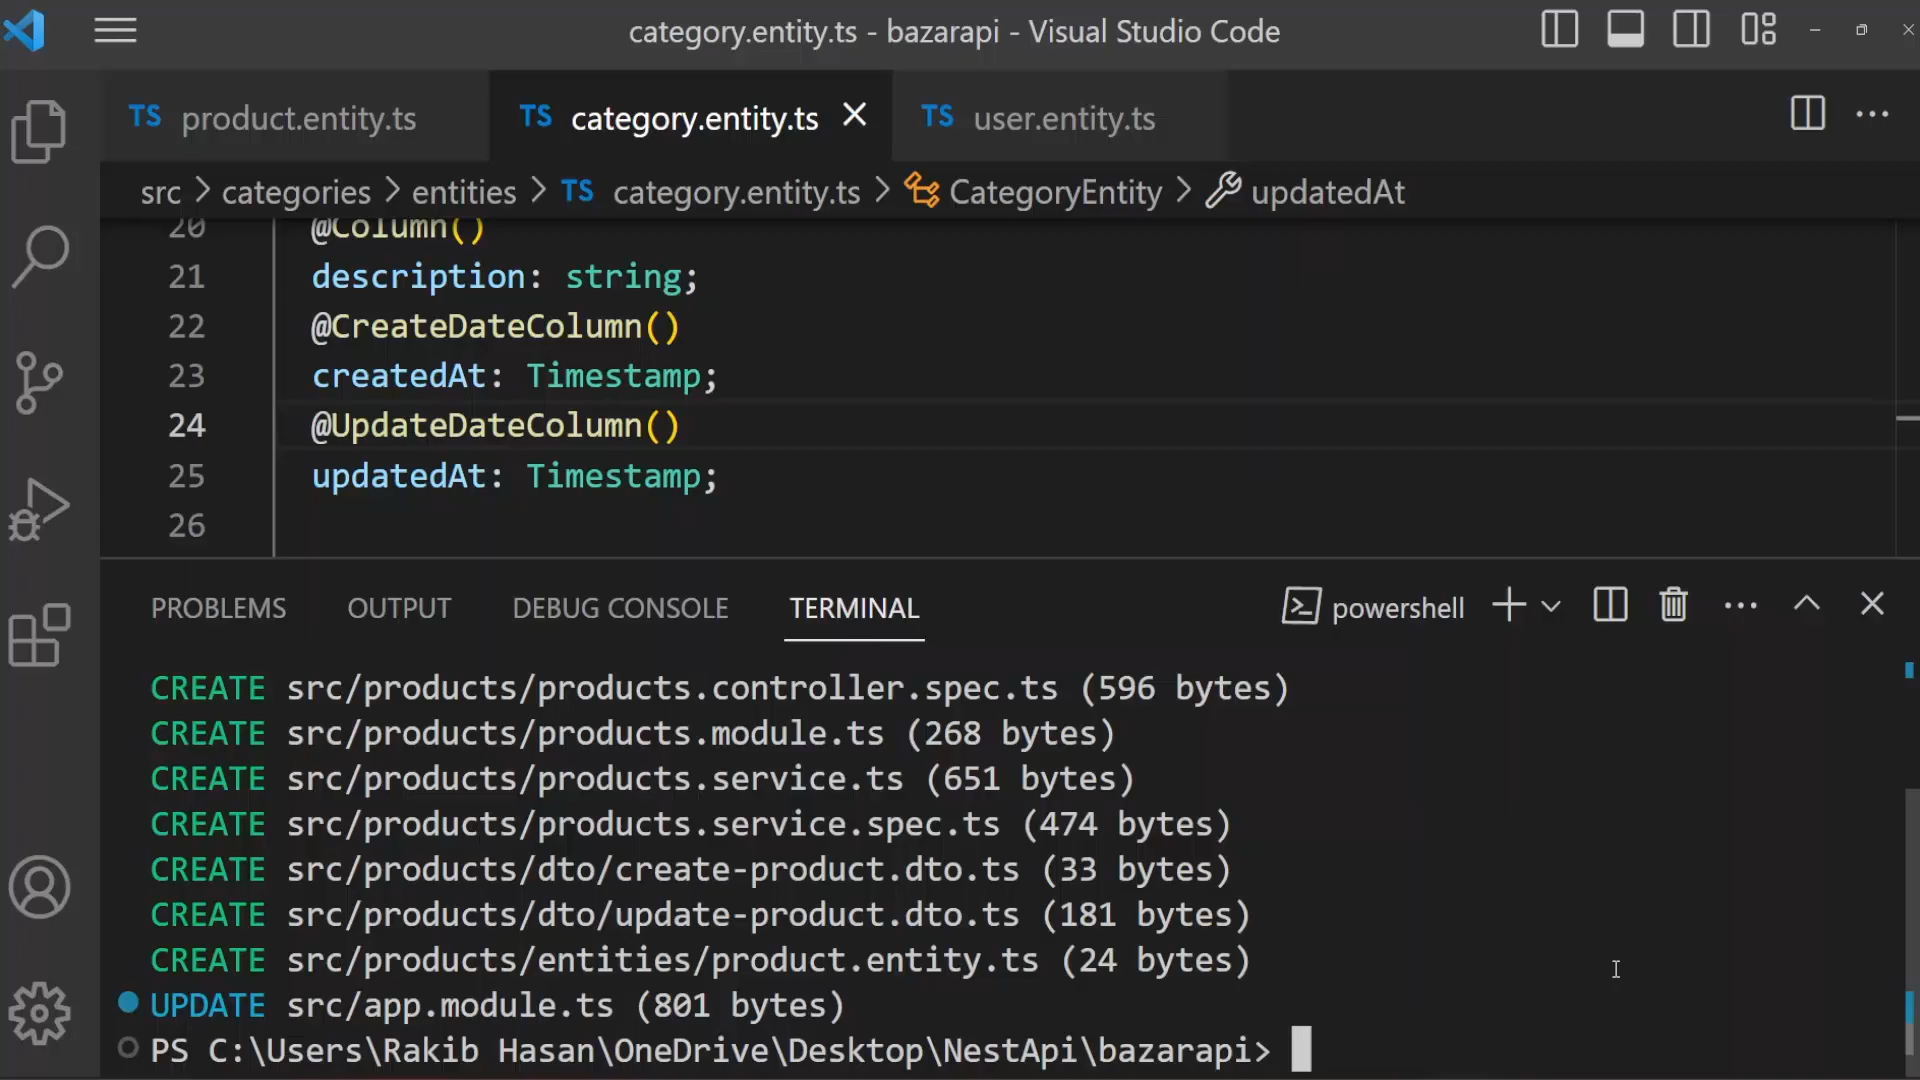 category.entity.ts - bazarapi - Visual Studio Code
TS product.entity.ts TS category.entity.ts TS user.entity.ts
src > categories > entities > TS category.entity.ts > CategoryEntity > updatedAt
20 @Column()
21 description: string;
22 @CreateDateColumn()
23 createdAt: Timestamp;
24 @UpdateDateColumn()
25 updatedAt: Timestamp;
26
PROBLEMS OUTPUT DEBUG CONSOLE TERMINAL powershell
CREATE src/products/products.controller.spec.ts (596 bytes)
CREATE src/products/products.module.ts (268 bytes)
CREATE src/products/products.service.ts (651 bytes)
CREATE src/products/products.service.spec.ts (474 bytes)
CREATE src/products/dto/create-product.dto.ts (33 bytes)
CREATE src/products/dto/update-product.dto.ts (181 bytes)
CREATE src/products/entities/product.entity.ts (24 bytes)
UPDATE src/app.module.ts (801 bytes)
PS C:\Users\Rakib Hasan\OneDrive\Desktop\NestApi\bazarapi>